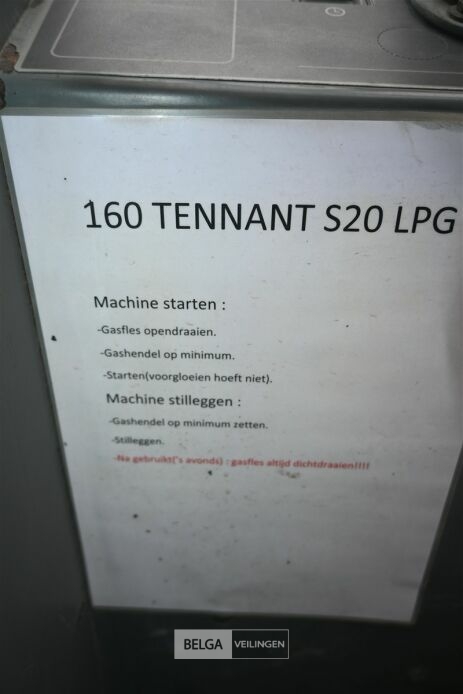 160 TENNANT S20 LPG
Machine starten :
-Gasfles opendraaien.
-Gashendel op minimum.
-Starten(voorgloeien hoeft niet).
Machine stilleggen :
-Gashendel op minimum zetten.
-Stilleggen.
-Na gebruikt('s avonds) : gasfles altijd dichtdraaien!!!!
BELGA VEILINGEN